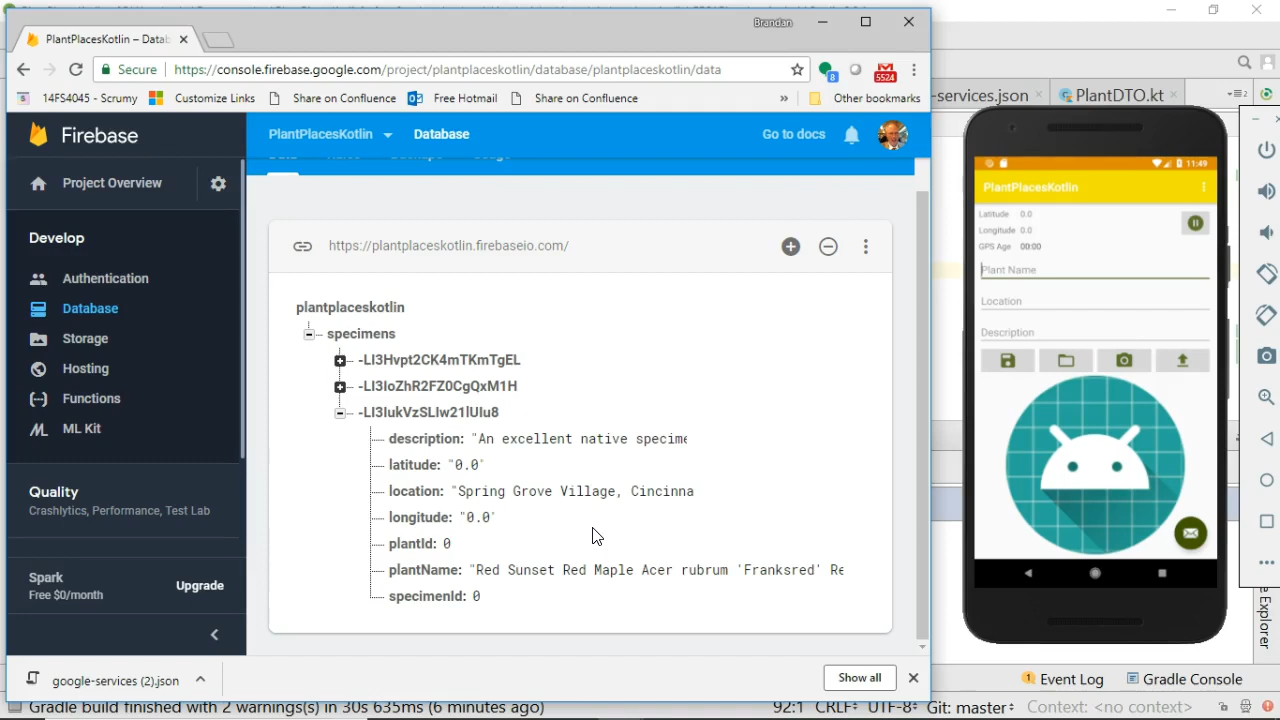 Brandan
PlantPlacesKotlin – Datab
Secure
https://console.firebase.google.com/project/plantplaceskotlin/database/plantplaceskotlin/data
8
5524
14FS4045 - Scrumy
Customize Links
Share on Confluence
Free Hotmail
Share on Confluence
»
Other bookmarks
-services.json
PlantDTO.kt
Firebase
PlantPlacesKotlin
Database
Go to docs
Project Overview
Develop
Authentication
Database
Storage
Hosting
Functions
ML Kit
Quality
Crashlytics, Performance, Test Lab
Spark
Free $0/month
Upgrade
https://plantplaceskotlin.firebaseio.com/
plantplaceskotlin
specimens
-LI3Hvpt2CK4mTKmTgEL
-LI3IoZhR2FZ0CgQxM1H
-LI3IukVzSLIw21lUIu8
description: "An excellent native specime
latitude: "0.0"
location: "Spring Grove Village, Cincinna
longitude: "0.0"
plantId: 0
plantName: "Red Sunset Red Maple Acer rubrum 'Franksred' Re
specimenId: 0
11:49
PlantPlacesKotlin
Latitude 0.0
Longitude 0.0
GPS Age 00:00
Plant Name
Location
Description
google-services (2).json
Show all
e Explorer
1 Event Log
Gradle Console
Gradle build finished with 2 warnings(s) in 30s 635ms (6 minutes ago)
92:1 CRLF÷ UTF-8÷ Git: master÷ Context: <no context>